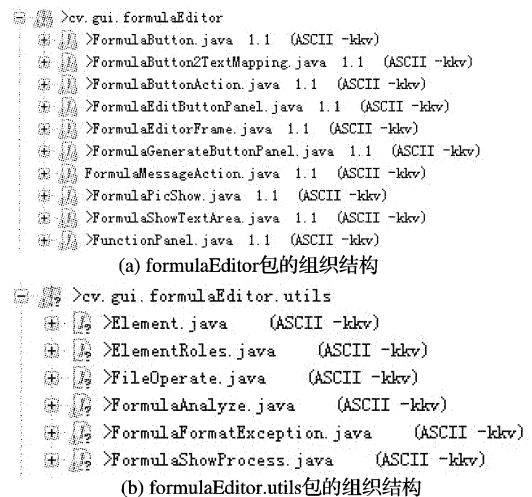 >cv.gui.formulaEditor
>FormulaButton.java 1.1 (ASCII -kkv)
>FormulaButton2TextMapping.java 1.1 (ASCII -kkv)
>FormulaButtonAction.java 1.1 (ASCII -kkv)
>FormulaEditButtonPanel.java 1.1 (ASCII -kkv)
>FormulaEditorFrame.java 1.1 (ASCII -kkv)
>FormulaGenerateButtonPanel.java 1.1 (ASCII -kkv)
FormulaMessageAction.java 1.1 (ASCII -kkv)
>FormulaPicShow.java 1.1 (ASCII -kkv)
>FormulaShowTextArea.java 1.1 (ASCII -kkv)
>FunctionPanel.java 1.1 (ASCII -kkv)
(a) formulaEditor包的组织结构
>cv.gui.formulaEditor.utils
>Element.java (ASCII -kkv)
>ElementRoles.java (ASCII -kkv)
>FileOperate.java (ASCII -kkv)
>FormulaAnalyze.java (ASCII -kkv)
>FormulaFormatException.java (ASCII -kkv)
>FormulaShowProcess.java (ASCII -kkv)
(b) formulaEditor.utils包的组织结构